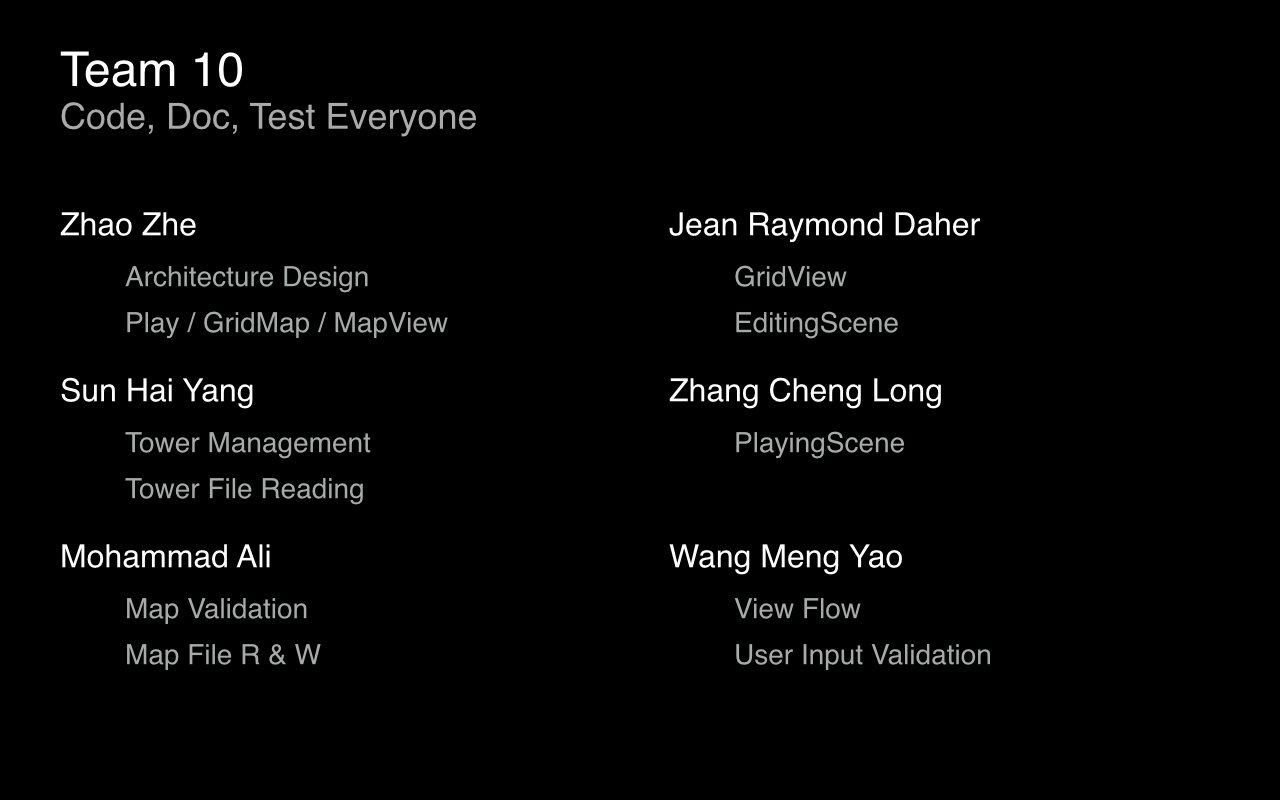 Team 10
Code, Doc, Test Everyone
Zhao Zhe
Architecture Design
Play / GridMap / MapView
Sun Hai Yang
Tower Management
Tower File Reading
Mohammad Ali
Map Validation
Map File R & W
Jean Raymond Daher
GridView
EditingScene
Zhang Cheng Long
PlayingScene
Wang Meng Yao
View Flow
User Input Validation